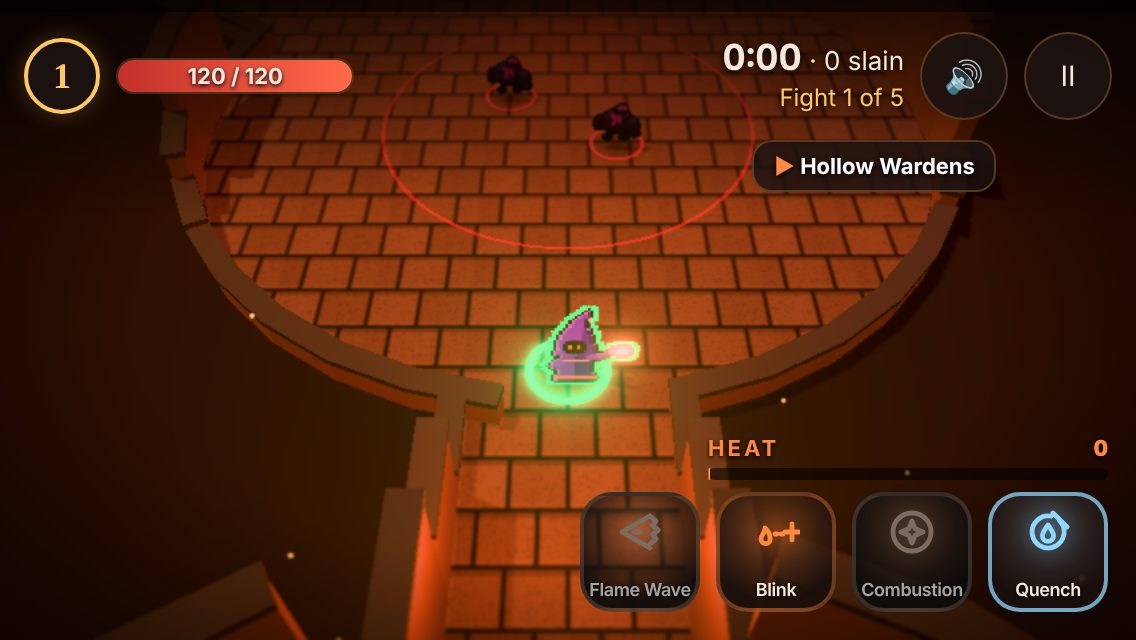 1
120 / 120
0:00 · 0 slain
Fight 1 of 5
Hollow Wardens
HEAT 0
Flame Wave Blink Combustion Quench